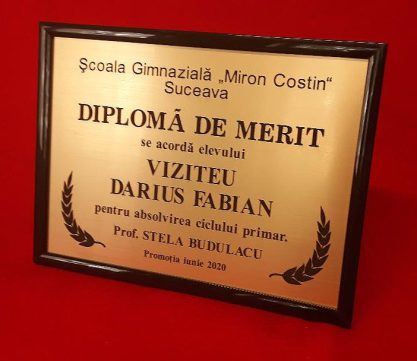 Şcoala Gimnazială „Miron Costin“
Suceava
DIPLOMĂ DE MERIT
se acordă elevului
VIZITEU
DARIUS FABIAN
pentru absolvirea ciclului primar.
Prof. STELA BUDULACU
Promoţia iunie 2020